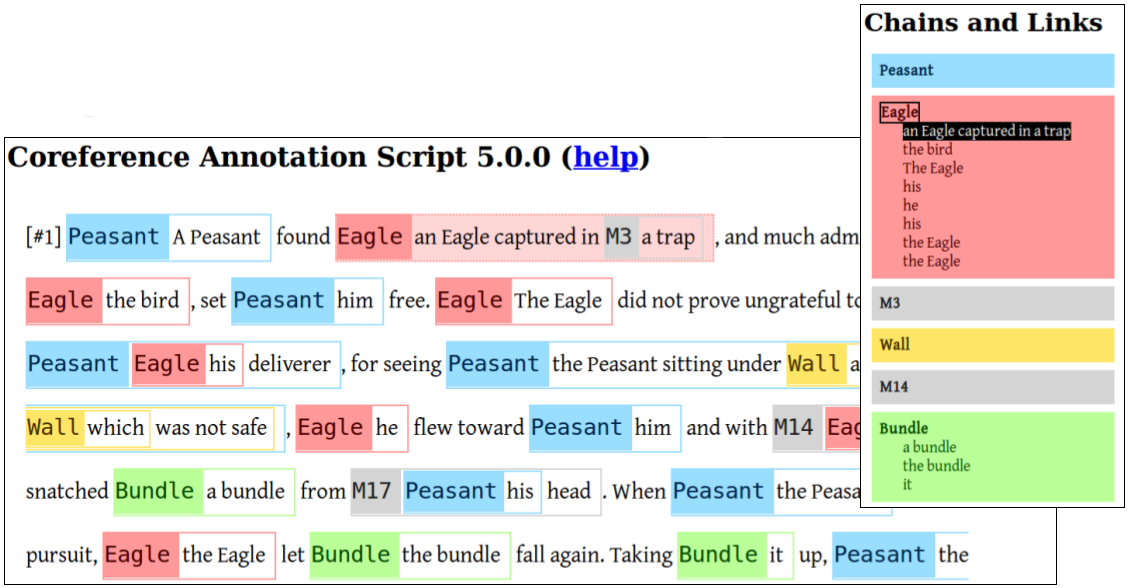 Chains and Links
Peasant
Eagle
an Eagle captured in a trap
the bird
The Eagle
his
he
his
the Eagle
the Eagle
M3
Wall
M14
Bundle
a bundle
the bundle
it
Coreference Annotation Script 5.0.0 (help)
[#1] Peasant A Peasant found Eagle an Eagle captured in M3 a trap , and much adm
Eagle the bird , set Peasant him free. Eagle The Eagle did not prove ungrateful to
Peasant Eagle his deliverer , for seeing Peasant the Peasant sitting under Wall a
Wall which was not safe , Eagle he flew toward Peasant him and with M14 Eag
snatched Bundle a bundle from M17 Peasant his head . When Peasant the Peasa
pursuit, Eagle the Eagle let Bundle the bundle fall again. Taking Bundle it up, Peasant the